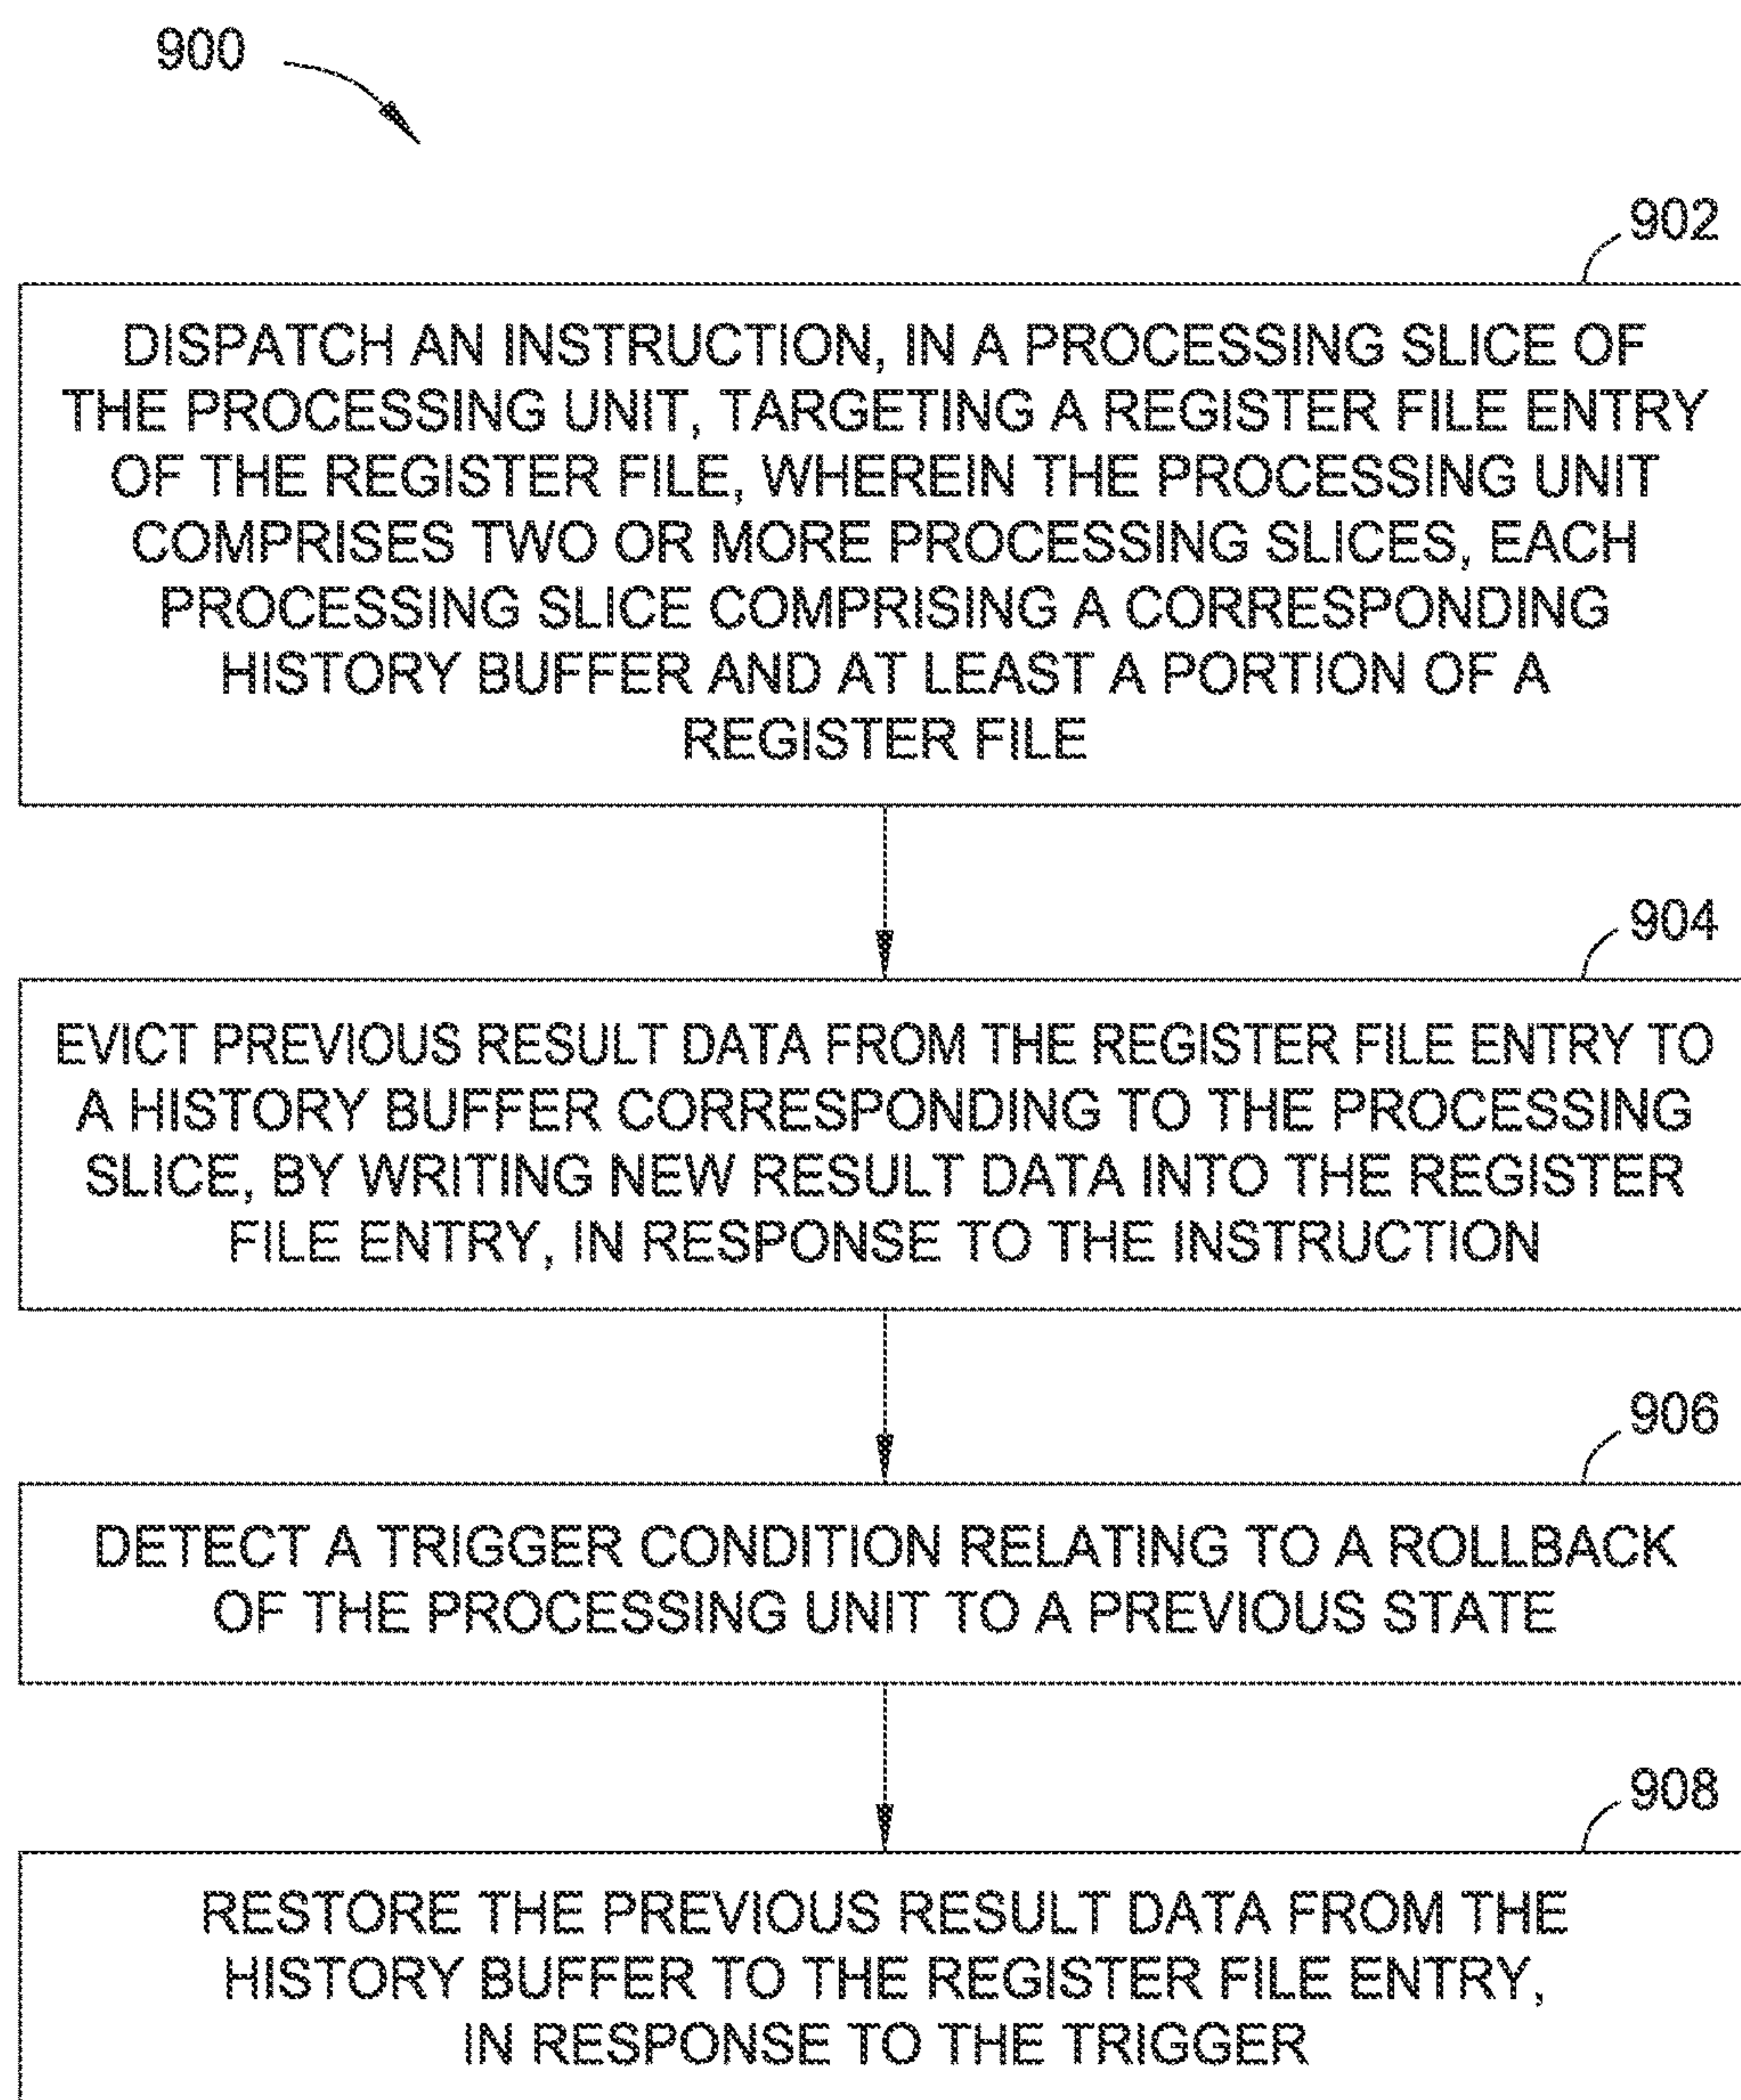 900
902
DISPATCH AN INSTRUCTION, IN A PROCESSING SLICE OF
THE PROCESSING UNIT, TARGETING A REGISTER FILE ENTRY
OF THE REGISTER FILE, WHEREIN THE PROCESSING UNIT
COMPRISES TWO OR MORE PROCESSING SLICES, EACH
PROCESSING SLICE COMPRISING A CORRESPONDING
HISTORY BUFFER AND AT LEAST A PORTION OF A
REGISTER FILE
904
EVICT PREVIOUS RESULT DATA FROM THE REGISTER FILE ENTRY TO
A HISTORY BUFFER CORRESPONDING TO THE PROCESSING
SLICE, BY WRITING NEW RESULT DATA INTO THE REGISTER
FILE ENTRY, IN RESPONSE TO THE INSTRUCTION
906
DETECT A TRIGGER CONDITION RELATING TO A ROLLBACK
OF THE PROCESSING UNIT TO A PREVIOUS STATE
908
RESTORE THE PREVIOUS RESULT DATA FROM THE
HISTORY BUFFER TO THE REGISTER FILE ENTRY,
IN RESPONSE TO THE TRIGGER